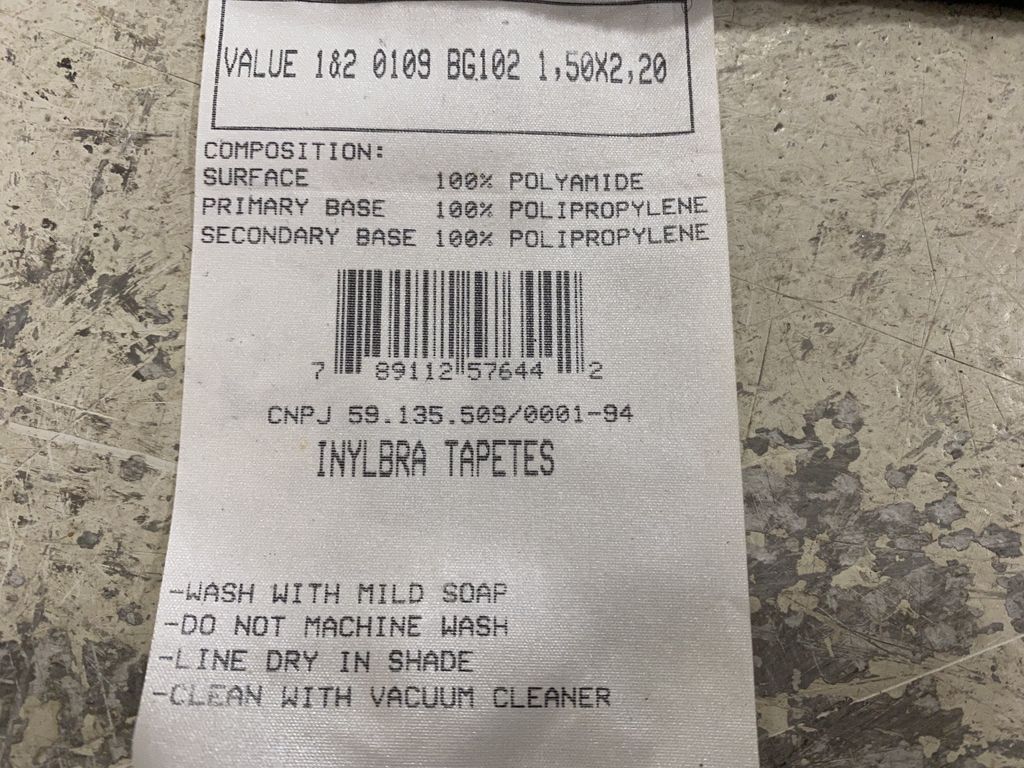 VALUE 1&2 0109 BG102 1,50X2,20
COMPOSITION:
SURFACE 100% POLYAMIDE
PRIMARY BASE 100% POLIPROPYLENE
SECONDARY BASE 100% POLIPROPYLENE
7 89112 57644 2
CNPJ 59.135.509/0001-94
INYLBRA TAPETES
-WASH WITH MILD SOAP
-DO NOT MACHINE WASH
-LINE DRY IN SHADE
-CLEAN WITH VACUUM CLEANER